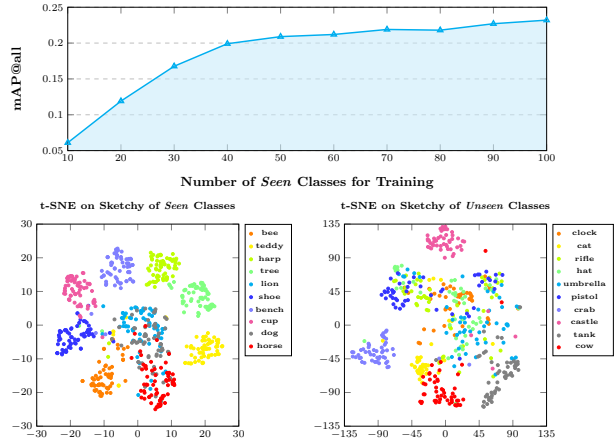 0.25
0.2
0.15
0.1
0.05
mAP@all
10 20 30 40 50 60 70 80 90 100
Number of Seen Classes for Training
t-SNE on Sketchy of Seen Classes
30
20
10
0
−10
−20
−30
−30 −20 −10 0 10 20 30
bee
teddy
harp
tree
lion
shoe
bench
cup
dog
horse
t-SNE on Sketchy of Unseen Classes
135
90
45
0
−45
−90
−135
−135 −90 −45 0 45 90 135
clock
cat
rifle
hat
umbrella
pistol
crab
castle
tank
cow